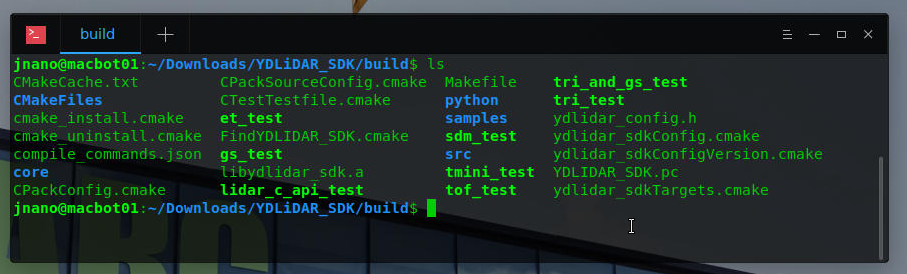 build
jnano@macbot01:~/Downloads/YDLiDAR_SDK/build$ ls
CMakeCache.txt CPackSourceConfig.cmake Makefile tri_and_gs_test
CMakeFiles CTestTestfile.cmake python tri_test
cmake_install.cmake et_test samples ydlidar_config.h
cmake_uninstall.cmake FindYDLIDAR_SDK.cmake sdm_test ydlidar_sdkConfig.cmake
compile_commands.json gs_test src ydlidar_sdkConfigVersion.cmake
core libydlidar_sdk.a tmini_test YDLIDAR_SDK.pc
CPackConfig.cmake lidar_c_api_test tof_test ydlidar_sdkTargets.cmake
jnano@macbot01:~/Downloads/YDLiDAR_SDK/build$